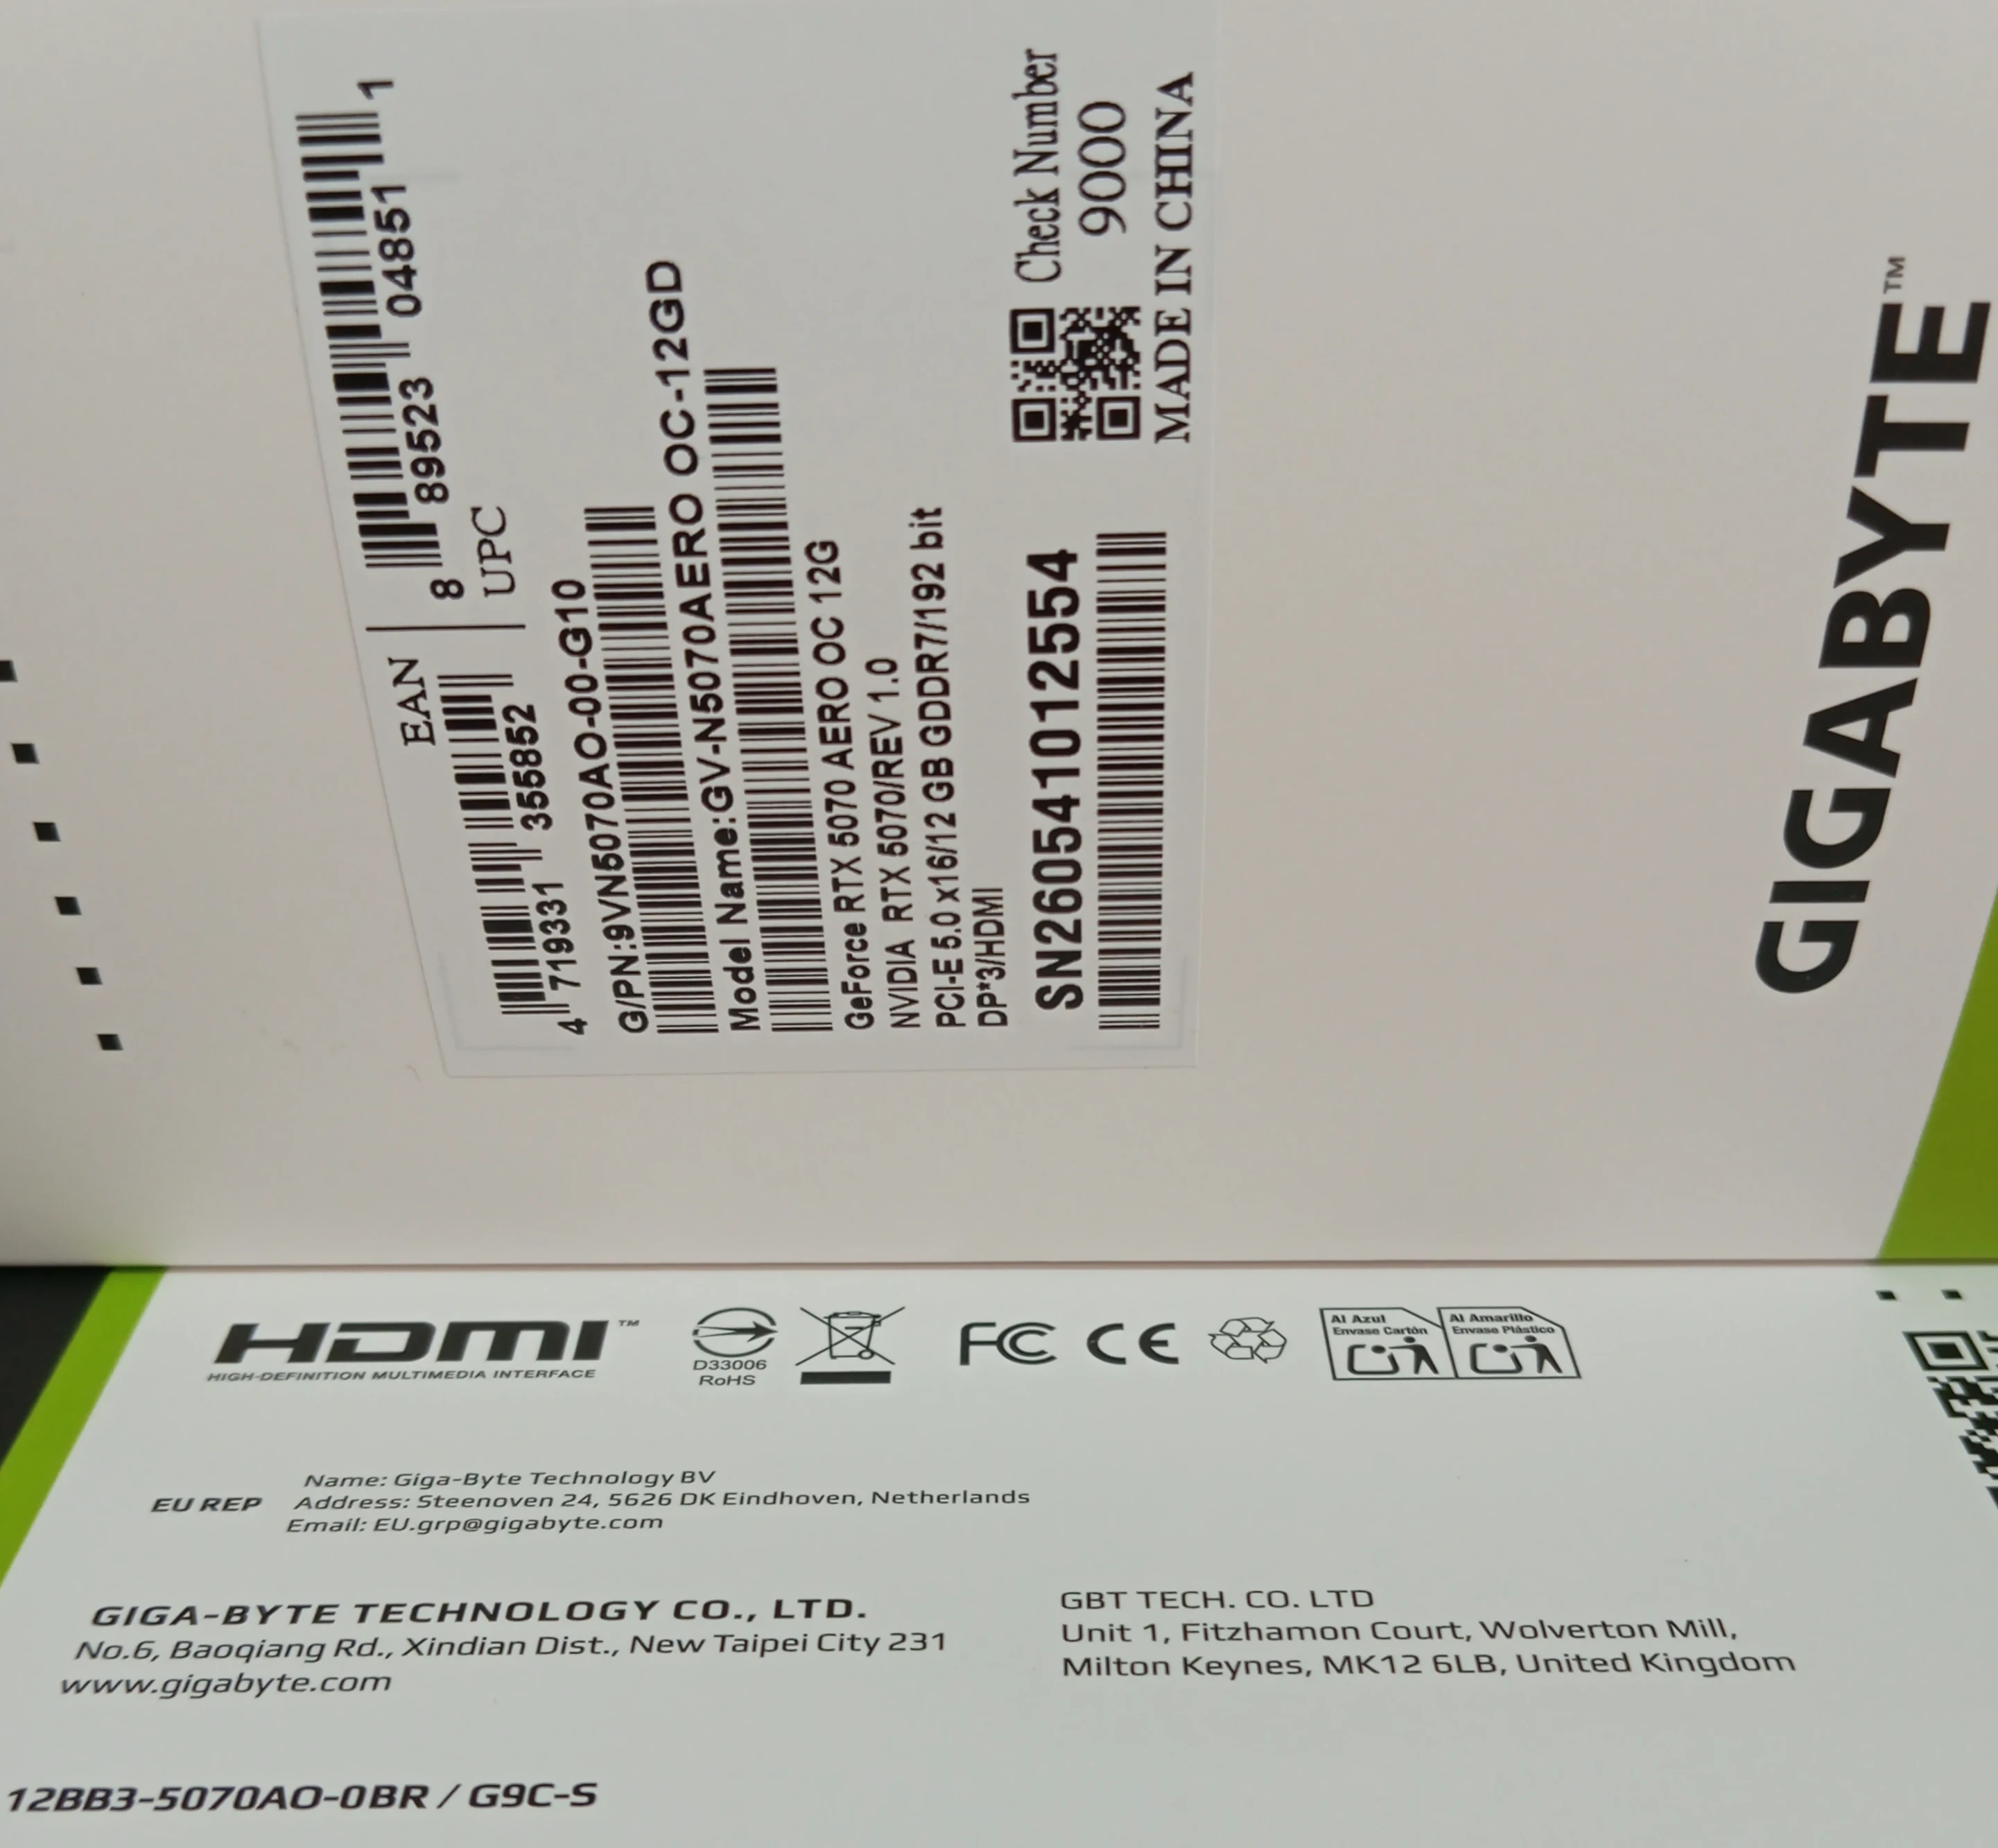 EAN
4 719331 355852
8 89523 04851 1
UPC
G/PN:9VN5070AO-00-G10
Model Name:GV-N5070AERO OC-12GD
GeForce RTX 5070 AERO OC 12G
NVIDIA RTX 5070/REV 1.0
PCI-E 5.0 x16/12 GB GDDR7/192 bit
DP*3/HDMI
SN260541012554
Check Number
9000
MADE IN CHINA
GIGABYTE™
HDMI™
HIGH-DEFINITION MULTIMEDIA INTERFACE
D33006
RoHS
FC CE
Al Azul
Envase Cartón
Al Amarillo
Envase Plástico
EU REP
Name: Giga-Byte Technology BV
Address: Steenoven 24, 5626 DK Eindhoven, Netherlands
Email: EU.grp@gigabyte.com
GIGA-BYTE TECHNOLOGY CO., LTD.
No.6, Baoqiang Rd., Xindian Dist., New Taipei City 231
www.gigabyte.com
GBT TECH. CO. LTD
Unit 1, Fitzhamon Court, Wolverton Mill,
Milton Keynes, MK12 6LB, United Kingdom
12BB3-5070AO-0BR / G9C-S